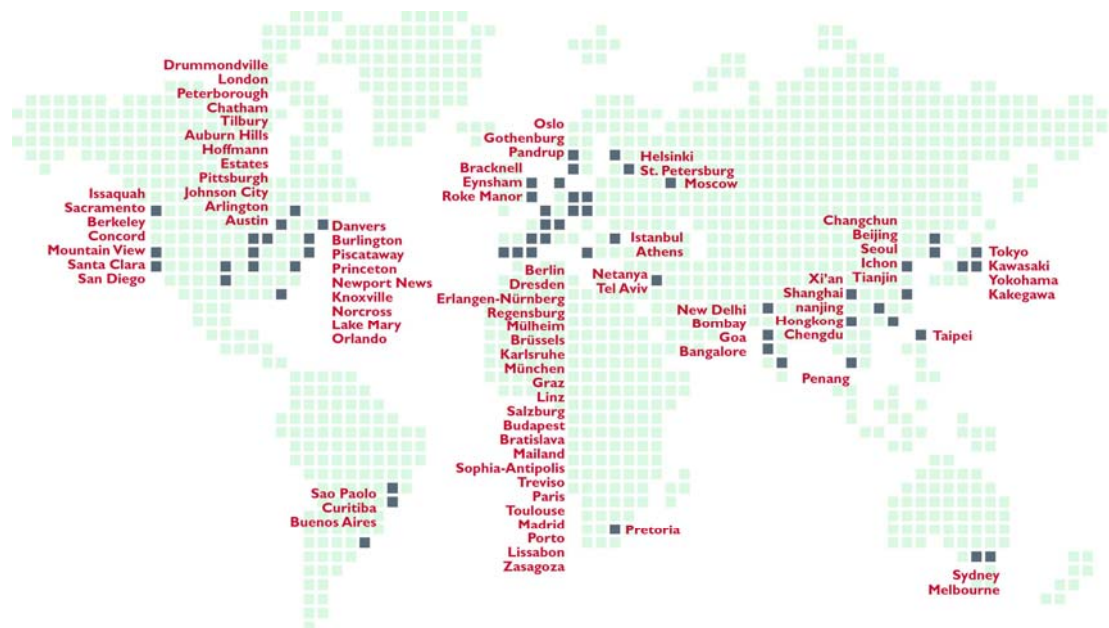 Drummondville
London
Peterborough
Chatham
Tilbury
Auburn Hills
Hoffmann
Estates
Pittsburgh
Johnson City
Arlington
Austin
Issaquah
Sacramento
Berkeley
Concord
Mountain View
Santa Clara
San Diego
Danvers
Burlington
Piscataway
Princeton
Newport News
Knoxville
Norcross
Lake Mary
Orlando
Sao Paolo
Curitiba
Buenos Aires
Oslo
Gothenburg
Pandrup
Bracknell
Eynsham
Roke Manor
Helsinki
St. Petersburg
Moscow
Istanbul
Athens
Berlin
Dresden
Erlangen-Nürnberg
Regensburg
Mülheim
Brüssels
Karlsruhe
München
Graz
Linz
Salzburg
Budapest
Bratislava
Mailand
Sophia-Antipolis
Treviso
Paris
Toulouse
Madrid
Porto
Lissabon
Zasagoza
Netanya
Tel Aviv
Pretoria
New Delhi
Bombay
Goa
Bangalore
Changchun
Beijing
Seoul
Ichon
Tianjin
Xi'an
Shanghai
nanjing
Hongkong
Chengdu
Penang
Tokyo
Kawasaki
Yokohama
Kakegawa
Taipei
Sydney
Melbourne